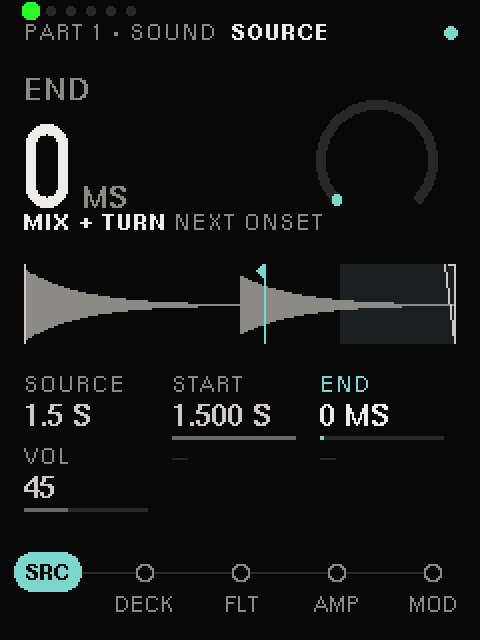 PART 1 · SOUND SOURCE
END
0 MS
MIX + TURN NEXT ONSET
SOURCE START END
1.5 S 1.500 S 0 MS
VOL — —
45
SRC
DECK FLT AMP MOD